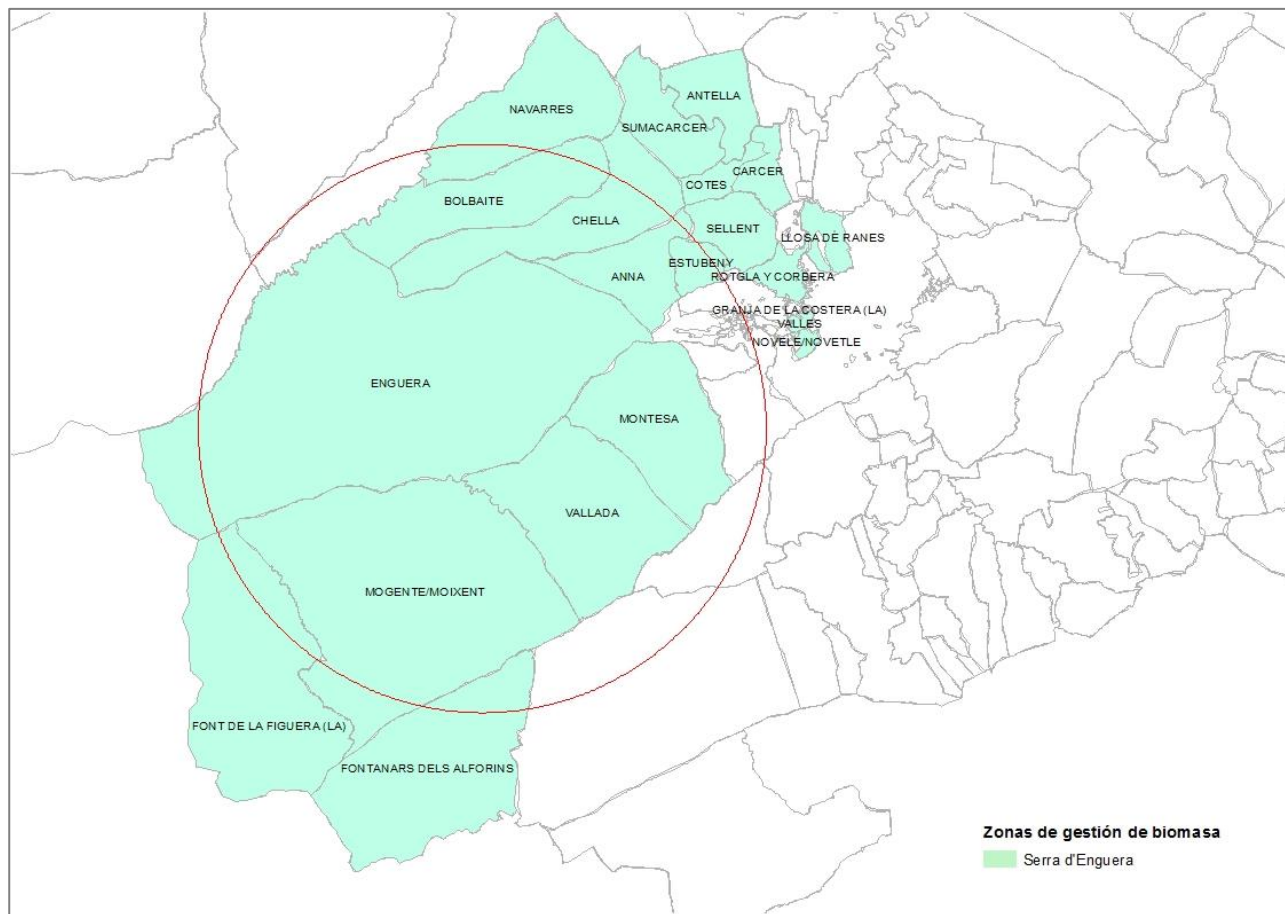 ANTELLA
NAVARRES
SUMACARCER
CARCER
COTES
BOLBAITE
CHELLA
SELLENT
LLOSA DE RANES
ESTUBENY
ANNA
ROTGLA Y CORBERA
GRANJA DE LA COSTERA (LA)
VALLES
NOVELE/NOVETLE
ENGUERA
MONTESA
VALLADA
MOGENTE/MOIXENT
FONT DE LA FIGUERA (LA)
FONTANARS DELS ALFORINS
Zonas de gestión de biomasa
Serra d'Enguera